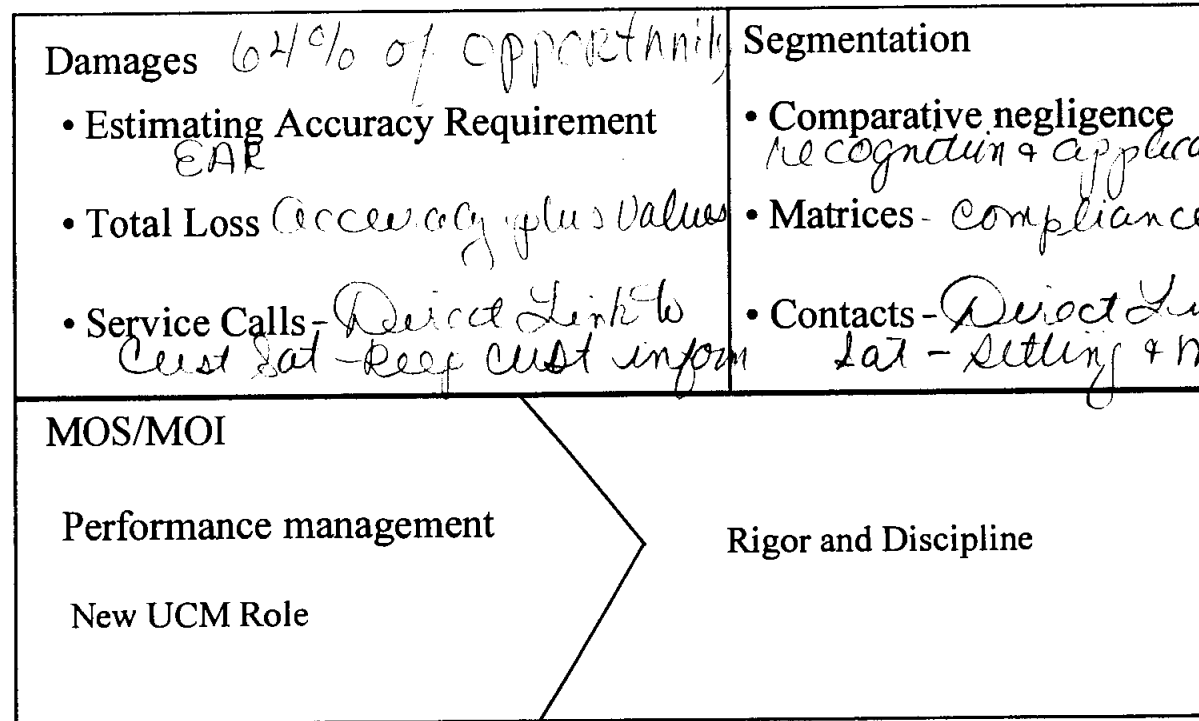 Damages 64% of opportunity
• Estimating Accuracy Requirement
EAR
• Total Loss accuracy plus values
• Service Calls - Direct Link to
Cust Sat - Keep cust inform
Segmentation
• Comparative negligence
recognition & applica
• Matrices - compliance
• Contacts - Direct Li
Sat - Settling &
MOS/MOI
Performance management
New UCM Role
Rigor and Discipline